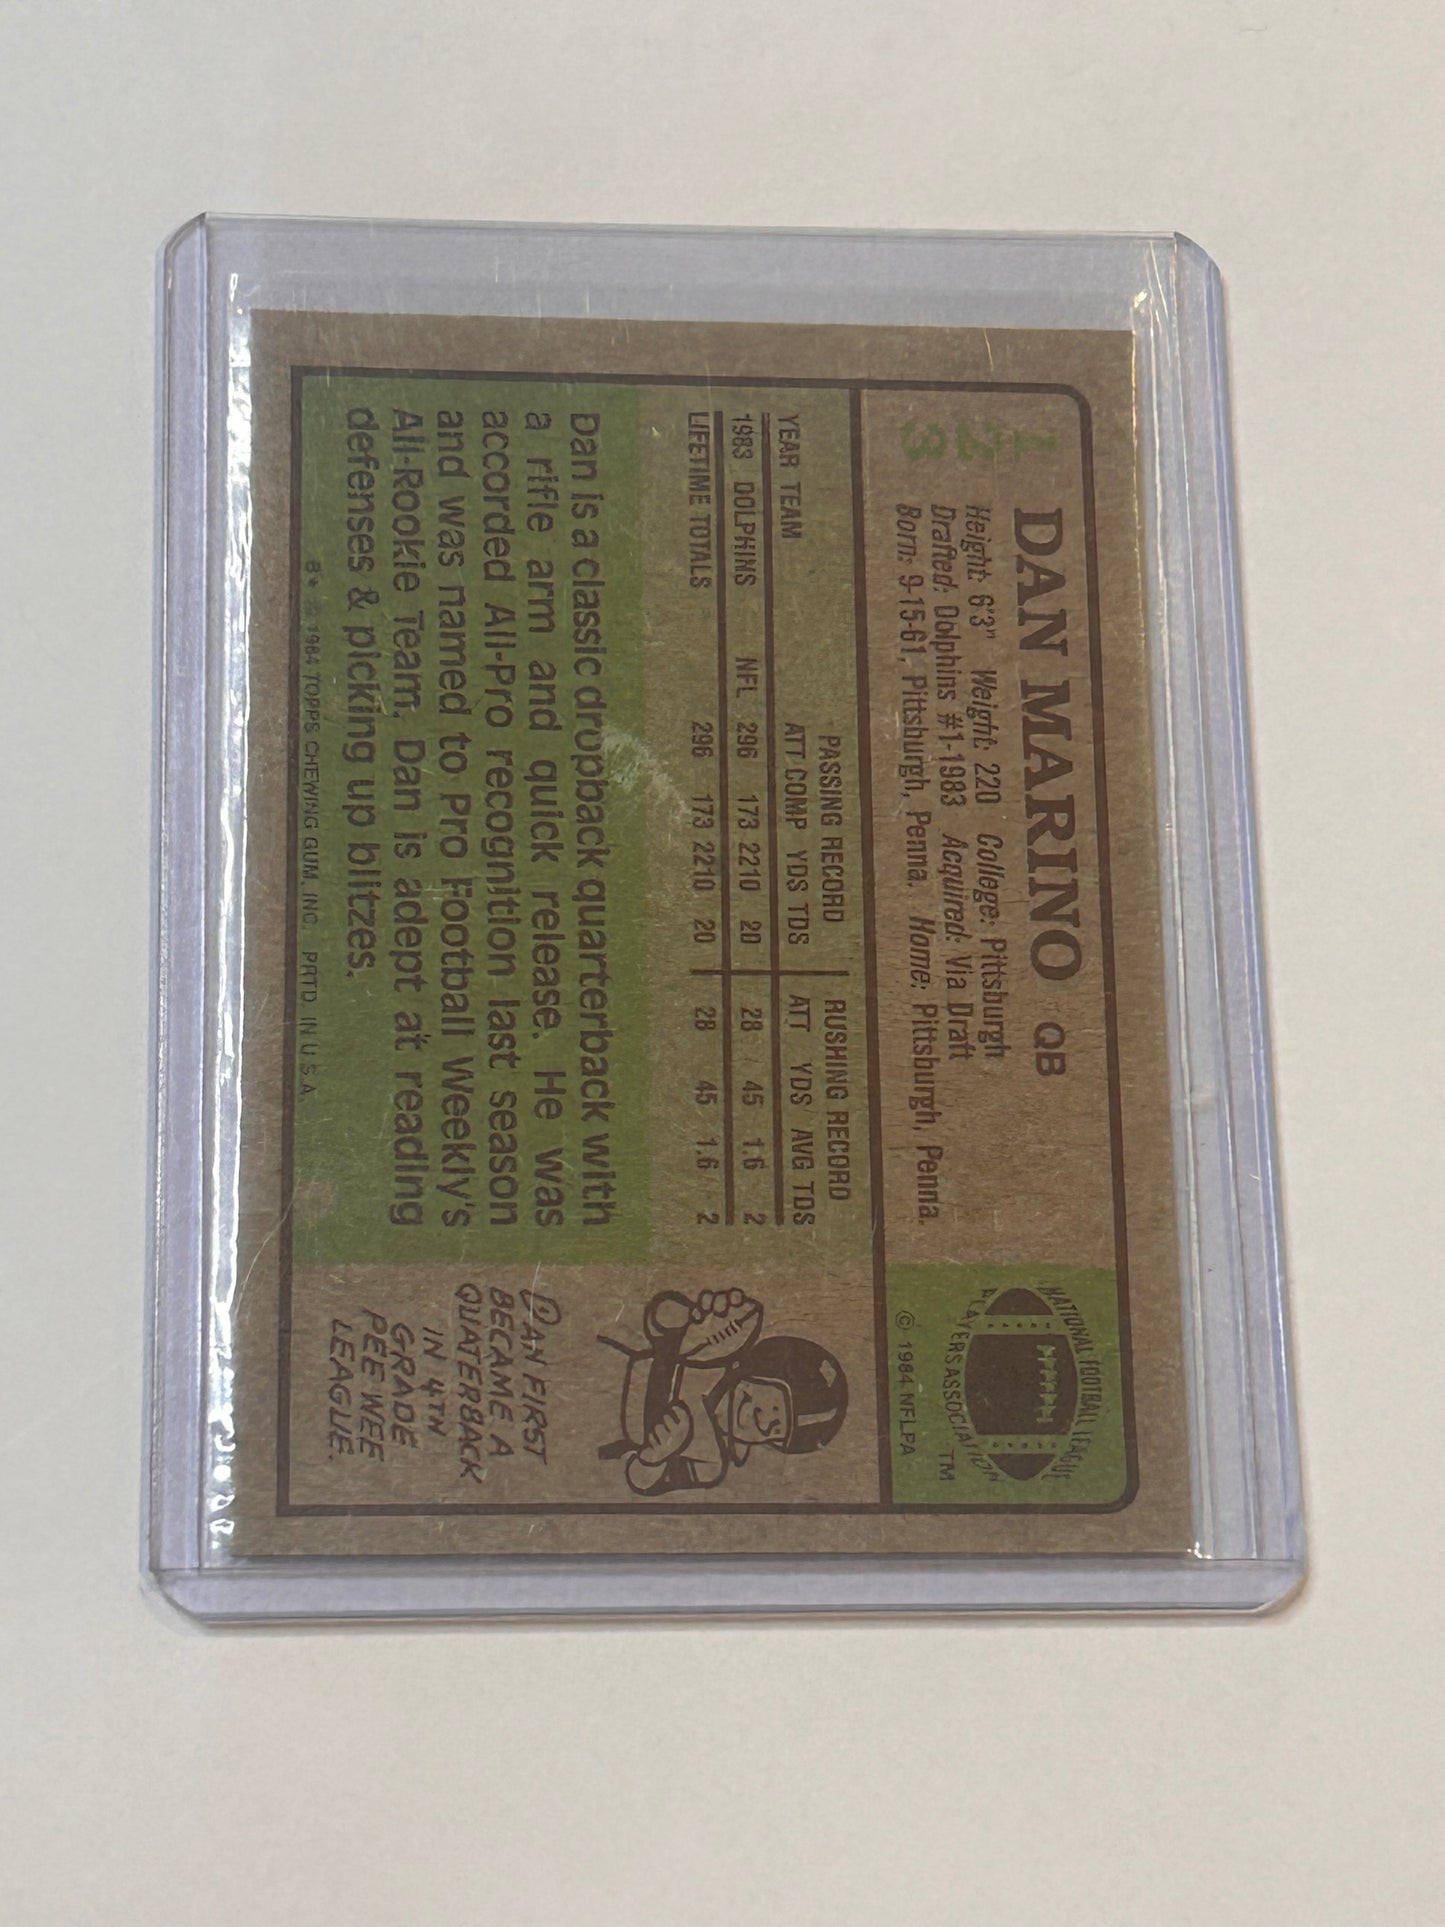 123
DAN MARINO QB
Height: 6'3" Weight: 220 College: Pittsburgh
Drafted: Dolphins #1-1983 Acquired: Via Draft
Born: 9-15-61, Pittsburgh, Penna. Home: Pittsburgh, Penna.
NATIONAL FOOTBALL LEAGUE
PLAYERS ASSOCIATION
TM
© 1984 NFLPA
PASSING RECORD RUSHING RECORD
YEAR TEAM ATT COMP YDS TDS ATT YDS AVG TDS
1983 DOLPHINS NFL 296 173 2210 20 28 45 1.6 2
LIFETIME TOTALS 296 173 2210 20 28 45 1.6 2
Dan is a classic dropback quarterback with
a rifle arm and quick release. He was
accorded All-Pro recognition last season
and was named to Pro Football Weekly's
All-Rookie Team. Dan is adept at reading
defenses & picking up blitzes.
DAN FIRST
BECAME A
QUATERBACK
IN 4TH
GRADE
PEE WEE
LEAGUE.
B* © 1984 TOPPS CHEWING GUM, INC. PRTD. IN U.S.A.